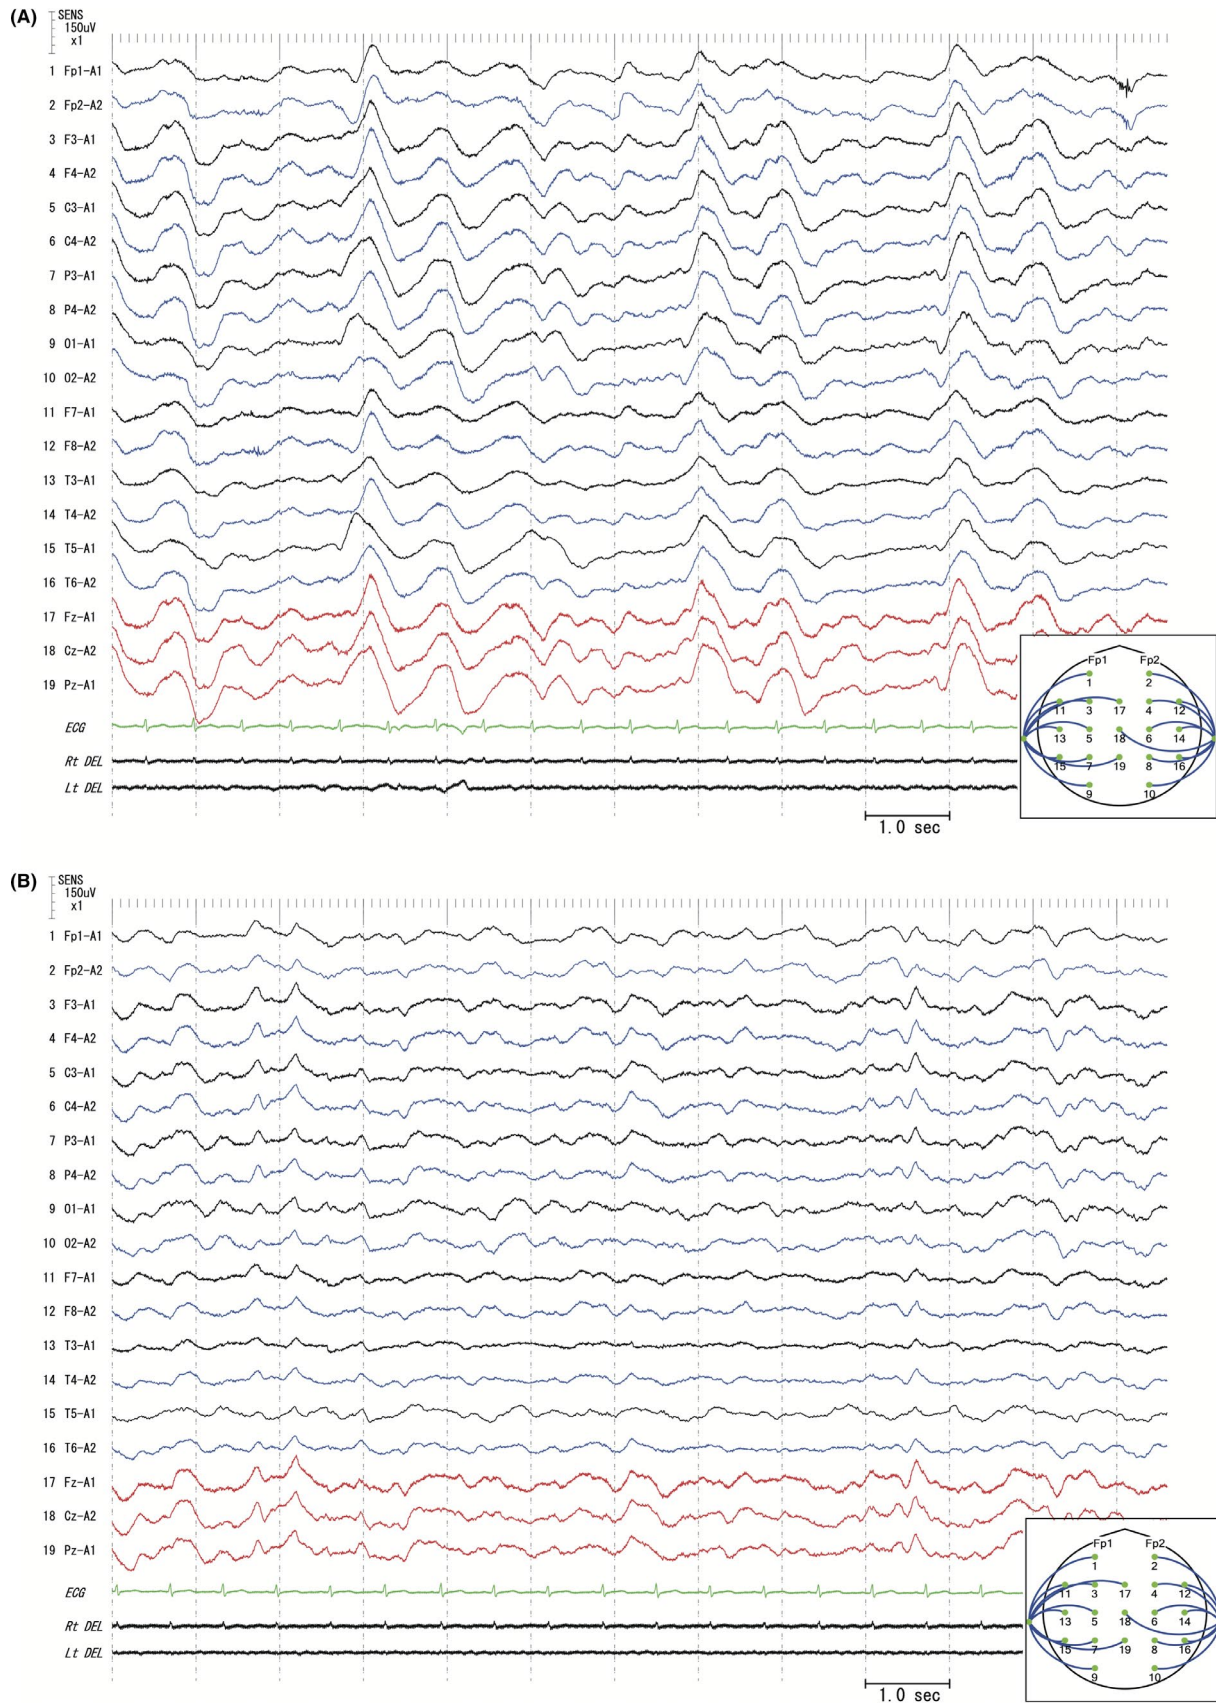 (A)
SENS
150uV
x1
1 Fp1-A1
2 Fp2-A2
3 F3-A1
4 F4-A2
5 C3-A1
6 C4-A2
7 P3-A1
8 P4-A2
9 O1-A1
10 O2-A2
11 F7-A1
12 F8-A2
13 T3-A1
14 T4-A2
15 T5-A1
16 T6-A2
17 Fz-A1
18 Cz-A2
19 Pz-A1
ECG
Rt DEL
Lt DEL
1.0 sec
Fp1 Fp2
1 2
11 3 17 4 12
13 5 18 6 14
15 7 19 8 16
9 10
(B)
SENS
150uV
x1
1 Fp1-A1
2 Fp2-A2
3 F3-A1
4 F4-A2
5 C3-A1
6 C4-A2
7 P3-A1
8 P4-A2
9 O1-A1
10 O2-A2
11 F7-A1
12 F8-A2
13 T3-A1
14 T4-A2
15 T5-A1
16 T6-A2
17 Fz-A1
18 Cz-A2
19 Pz-A1
ECG
Rt DEL
Lt DEL
1.0 sec
Fp1 Fp2
1 2
11 3 17 4 12
13 5 18 6 14
15 7 19 8 16
9 10